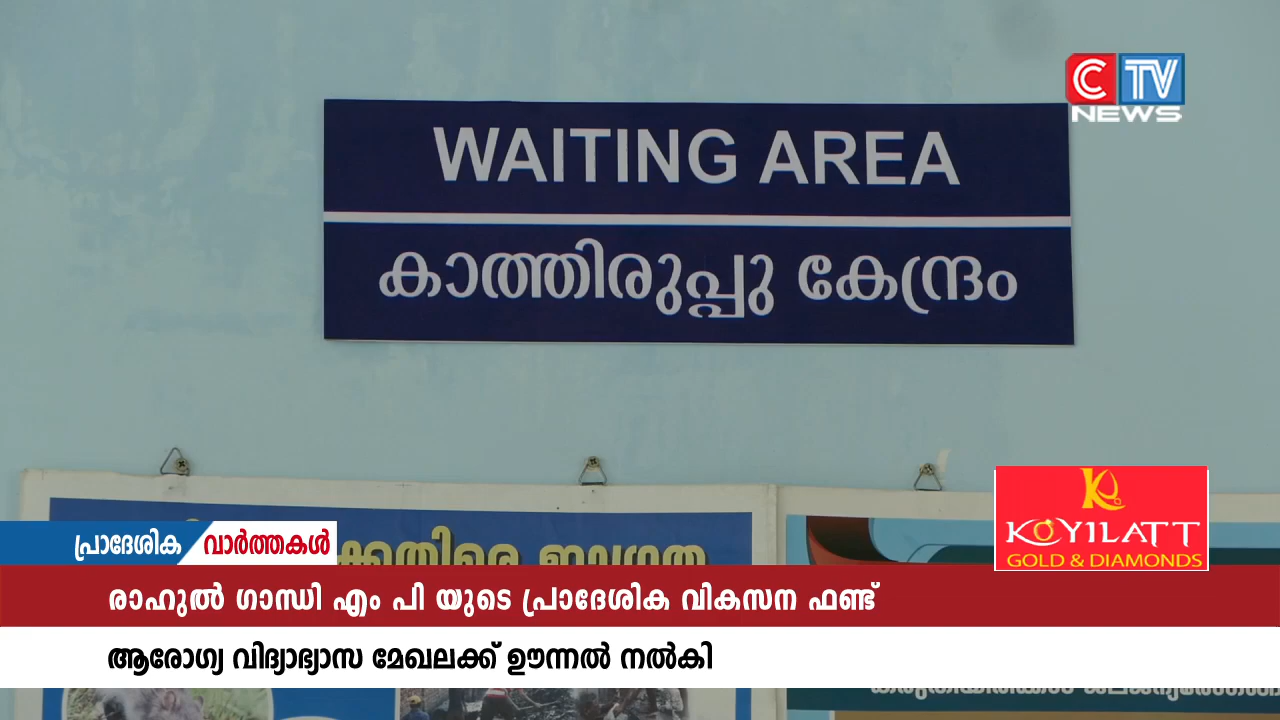 CTV
NEWS
WAITING AREA
കാത്തിരുപ്പു കേന്ദ്രം
KOYILATT
GOLD & DIAMONDS
പ്രാദേശിക വാർത്തകൾ
രാഹുൽ ഗാന്ധി എം പി യുടെ പ്രാദേശിക വികസന ഫണ്ട്
ആരോഗ്യ വിദ്യാഭ്യാസ മേഖലക്ക് ഊന്നൽ നൽകി